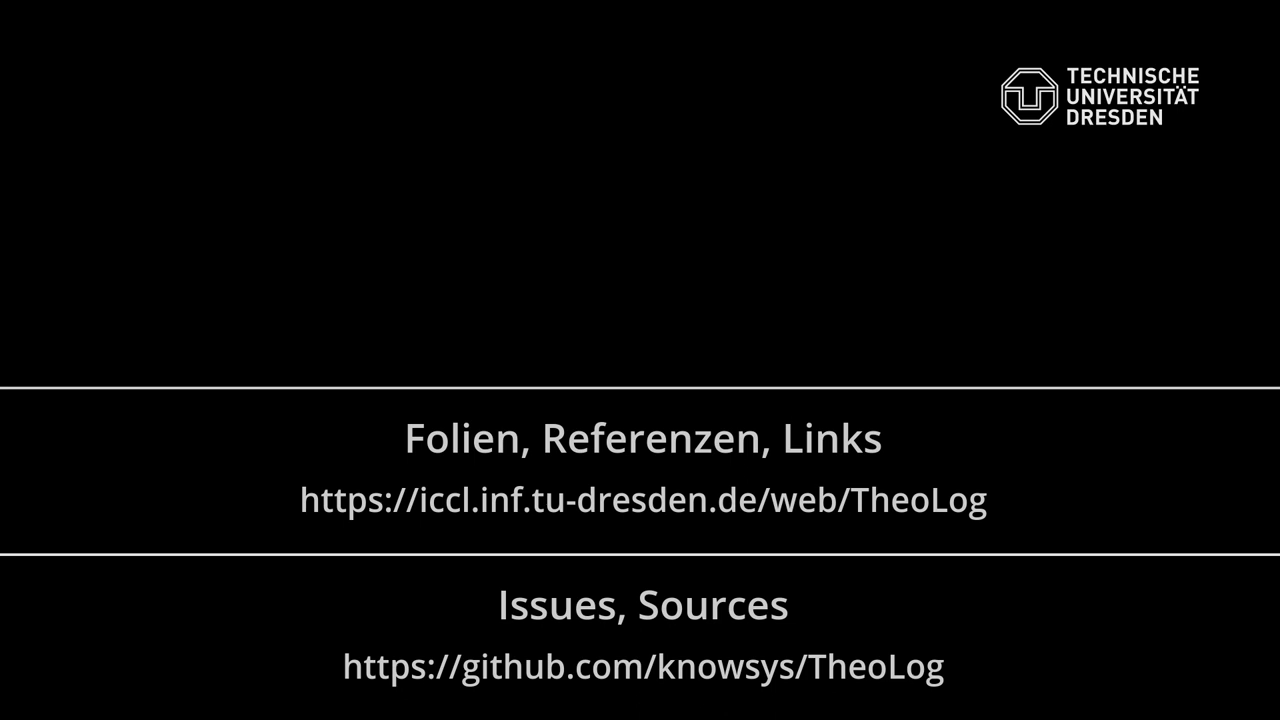 TECHNISCHE
UNIVERSITÄT
DRESDEN
Folien, Referenzen, Links
https://iccl.inf.tu-dresden.de/web/TheoLog
Issues, Sources
https://github.com/knowsys/TheoLog